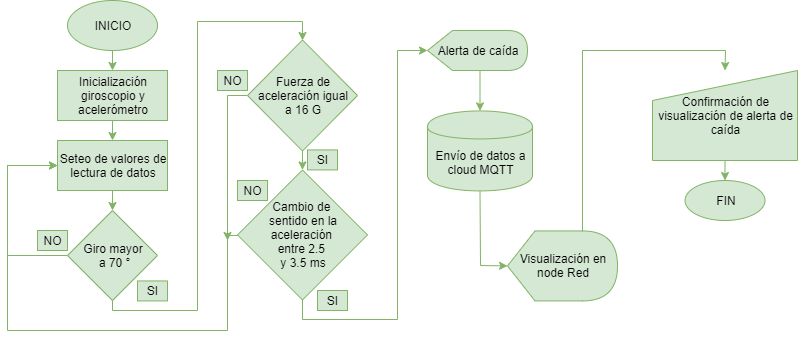 INICIO
Inicialización
giroscopio y
acelerómetro
Seteo de valores de
lectura de datos
Giro mayor
a 70 °
NO
SI
Fuerza de
aceleración igual
a 16 G
NO
SI
Cambio de
sentido en la
aceleración
entre 2.5
y 3.5 ms
NO
SI
Alerta de caída
Envío de datos a
cloud MQTT
Visualización en
node Red
Confirmación de
visualización de alerta de
caída
FIN